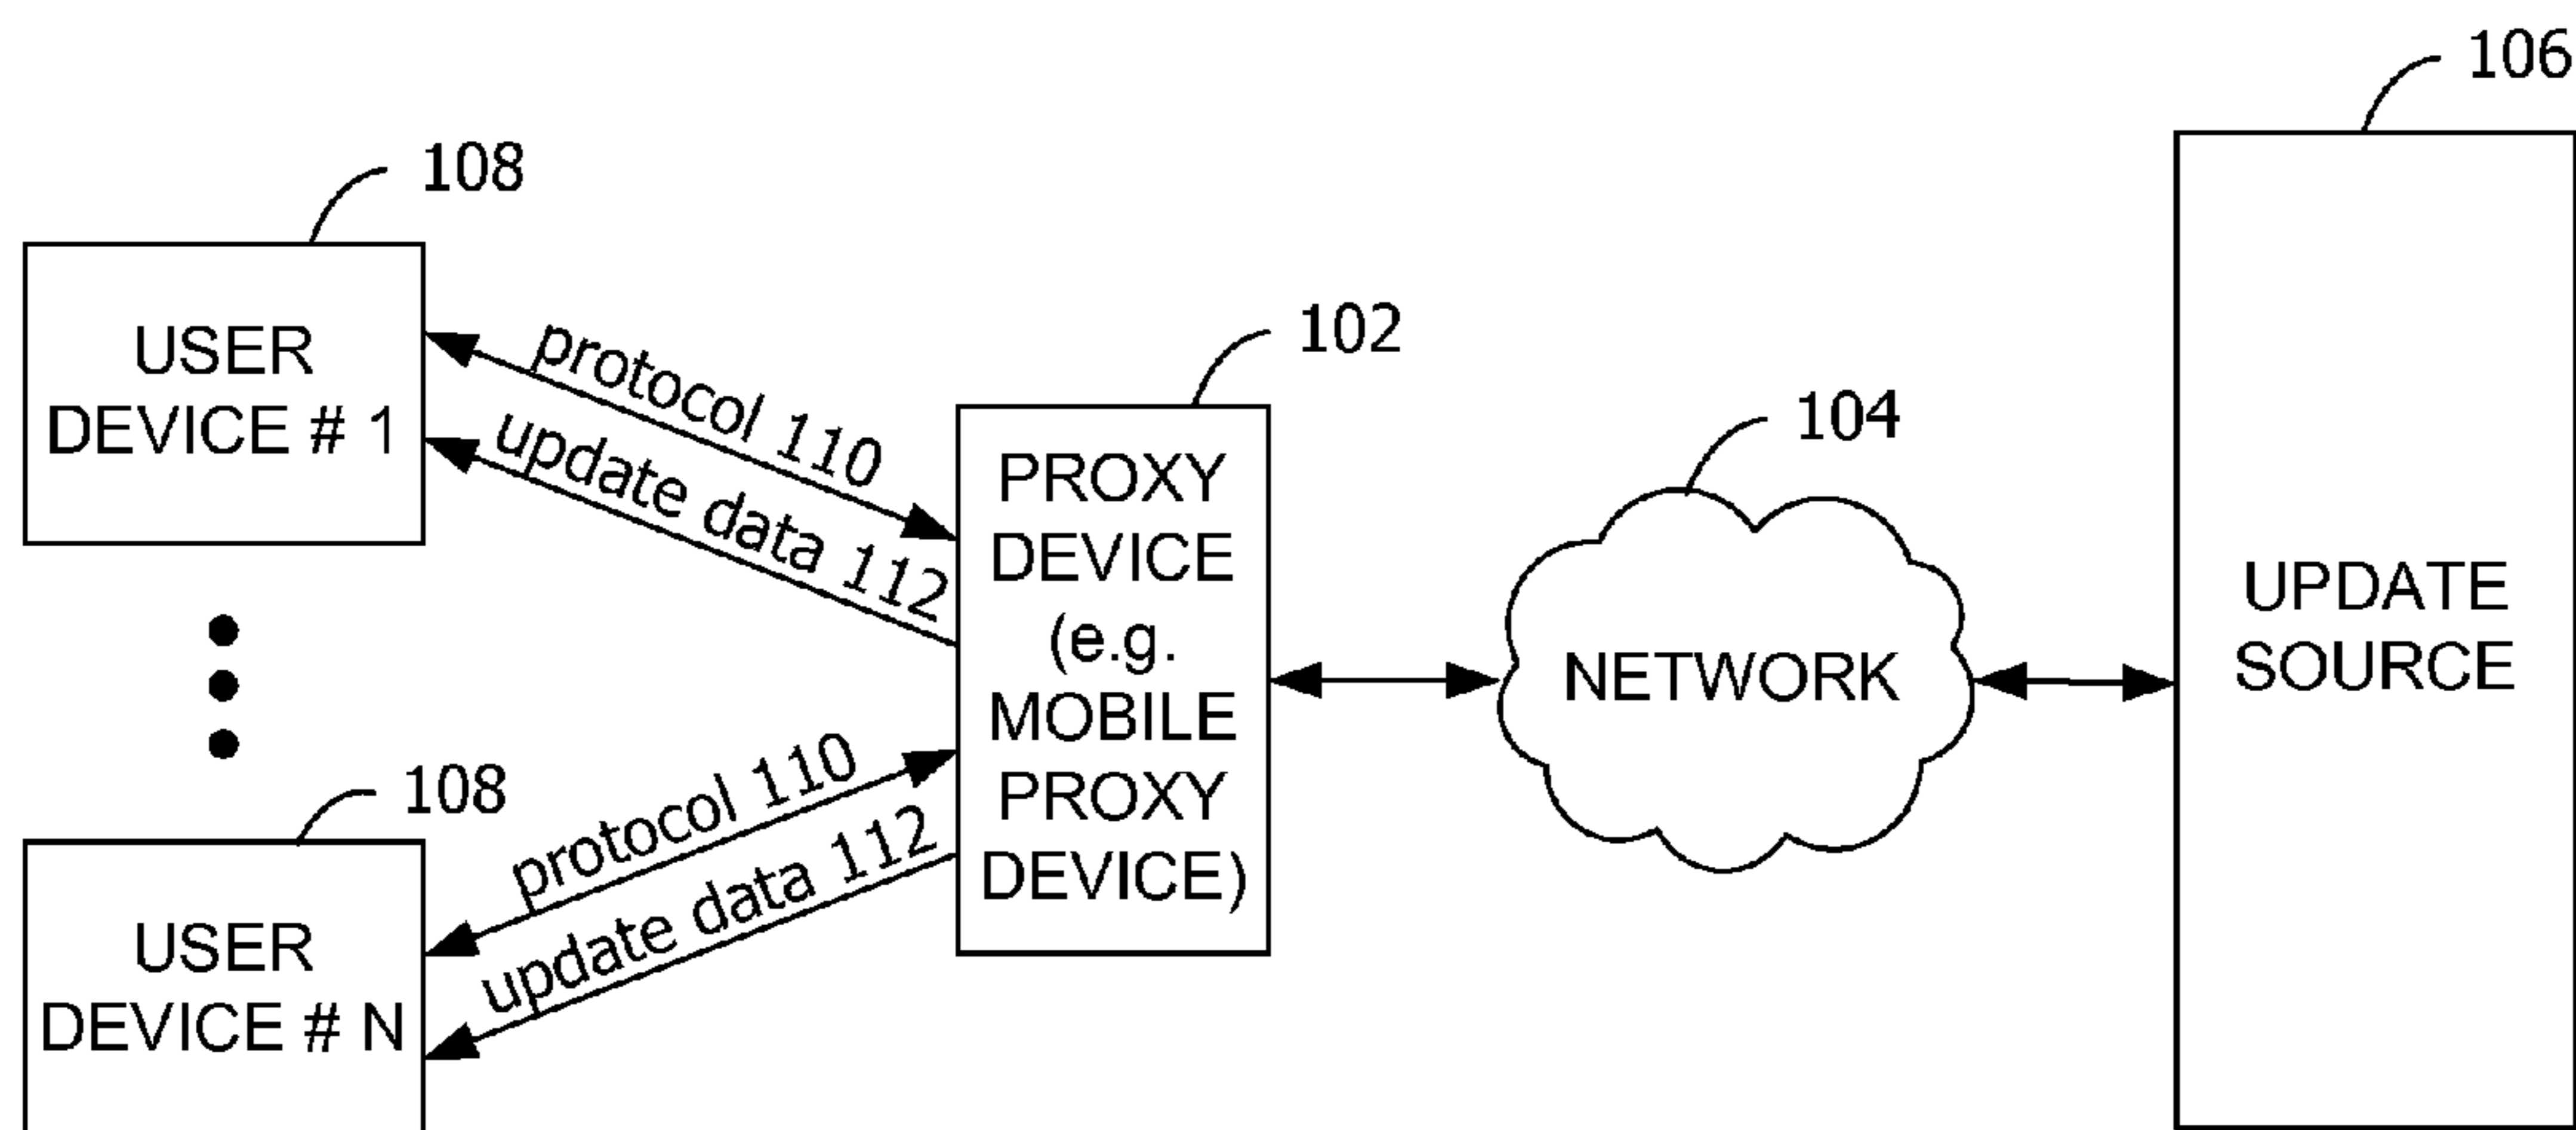 106
108
USER
DEVICE # 1
protocol 110
update data 112
102
PROXY
DEVICE
(e.g.
MOBILE
PROXY
DEVICE)
104
NETWORK
UPDATE
SOURCE
108
USER
DEVICE # N
protocol 110
update data 112